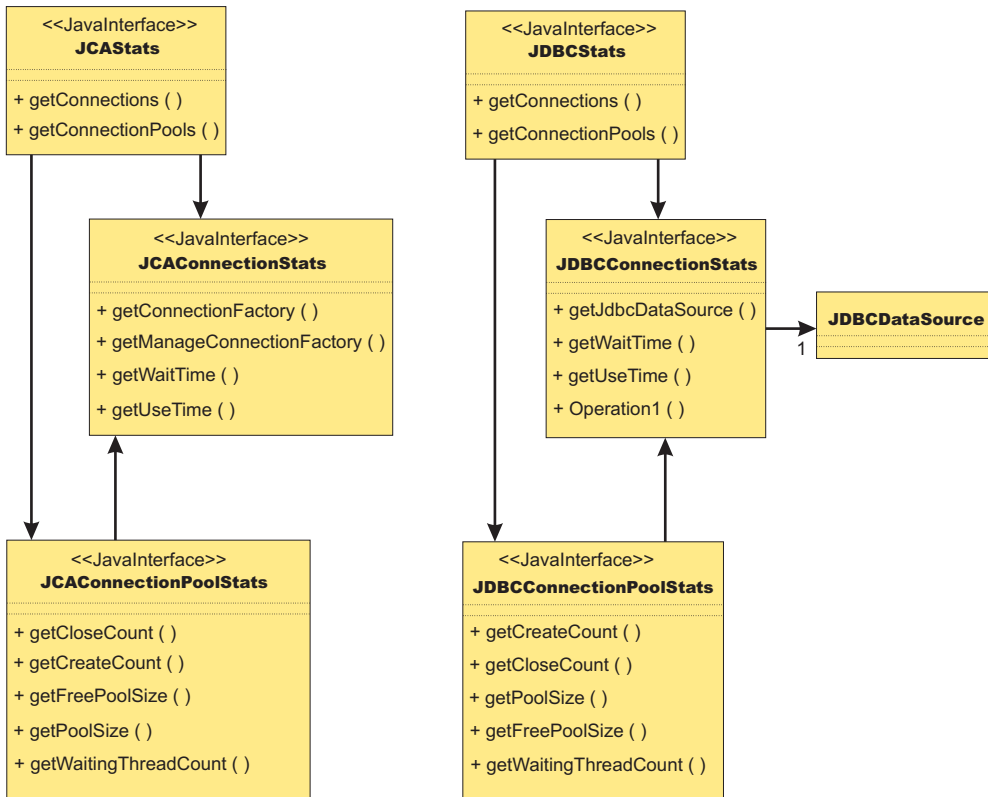 <<JavaInterface>>
JCAStats
+ getConnections ( )
+ getConnectionPools ( )
<<JavaInterface>>
JDBCStats
+ getConnections ( )
+ getConnectionPools ( )
<<JavaInterface>>
JCAConnectionStats
+ getConnectionFactory ( )
+ getManageConnectionFactory ( )
+ getWaitTime ( )
+ getUseTime ( )
<<JavaInterface>>
JDBCConnectionStats
+ getJdbcDataSource ( )
+ getWaitTime ( )
+ getUseTime ( )
+ Operation1 ( )
1
JDBCDataSource
<<JavaInterface>>
JCAConnectionPoolStats
+ getCloseCount ( )
+ getCreateCount ( )
+ getFreePoolSize ( )
+ getPoolSize ( )
+ getWaitingThreadCount ( )
<<JavaInterface>>
JDBCConnectionPoolStats
+ getCreateCount ( )
+ getCloseCount ( )
+ getPoolSize ( )
+ getFreePoolSize ( )
+ getWaitingThreadCount ( )